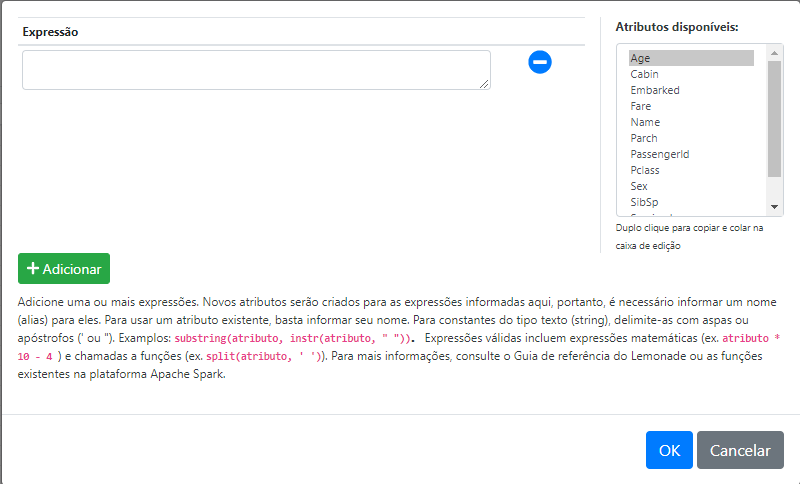 Expressão
Atributos disponíveis:
Age
Cabin
Embarked
Fare
Name
Parch
PassengerId
Pclass
Sex
SibSp
Duplo clique para copiar e colar na
caixa de edição
Adicionar
Adicione uma ou mais expressões. Novos atributos serão criados para as expressões informadas aqui, portanto, é necessário informar um nome
(alias) para eles. Para usar um atributo existente, basta informar seu nome. Para constantes do tipo texto (string), delimite-as com aspas ou
apóstrofos (' ou "). Examplos: substring(atributo, instr(atributo, " ")). Expressões válidas incluem expressões matemáticas (ex. atributo *
10 - 4 ) e chamadas a funções (ex. split(atributo, ' ')). Para mais informações, consulte o Guia de referência do Lemonade ou as funções
existentes na plataforma Apache Spark.
OK
Cancelar